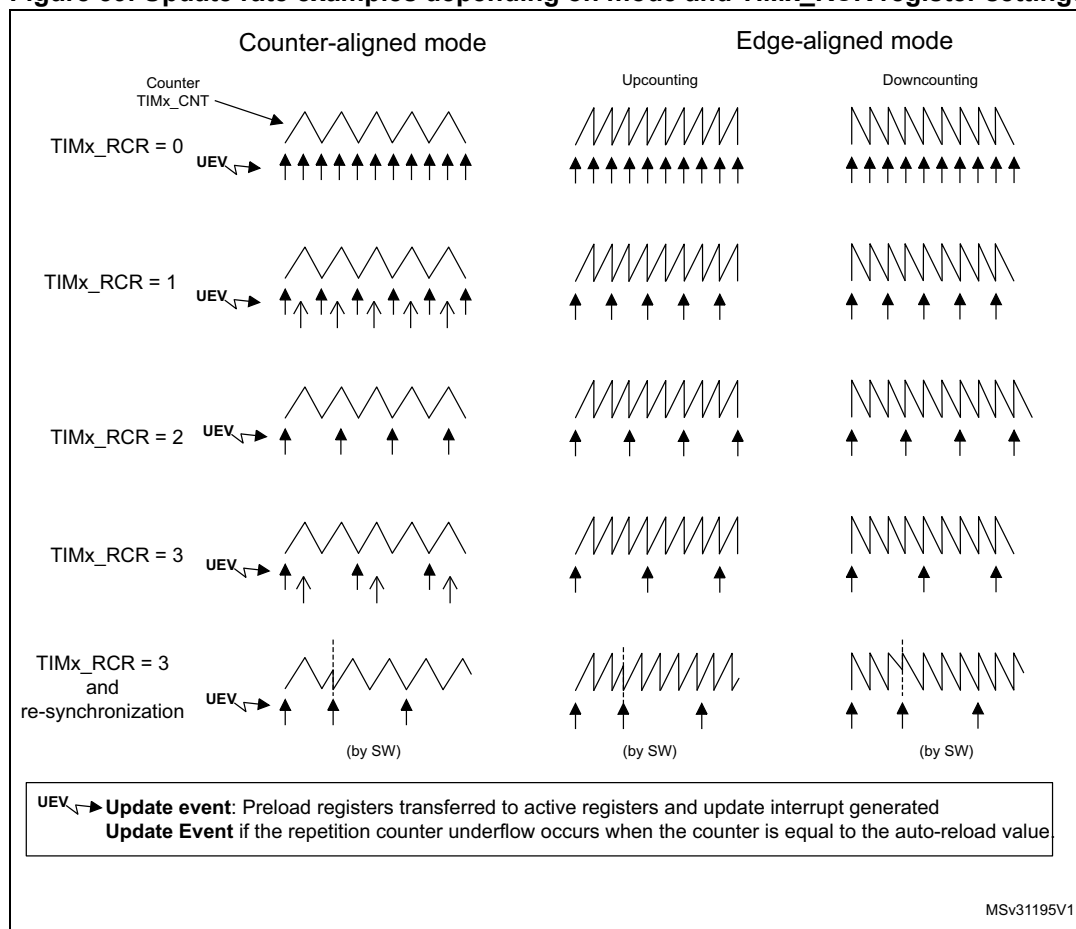 Counter-aligned mode
Edge-aligned mode
Counter
TIMx_CNT
Upcounting
Downcounting
TIMx_RCR = 0
UEV
TIMx_RCR = 1
UEV
TIMx_RCR = 2
UEV
TIMx_RCR = 3
UEV
TIMx_RCR = 3
and
re-synchronization
UEV
(by SW)
(by SW)
(by SW)
UEV Update event: Preload registers transferred to active registers and update interrupt generated
Update Event if the repetition counter underflow occurs when the counter is equal to the auto-reload value.
MSv31195V1